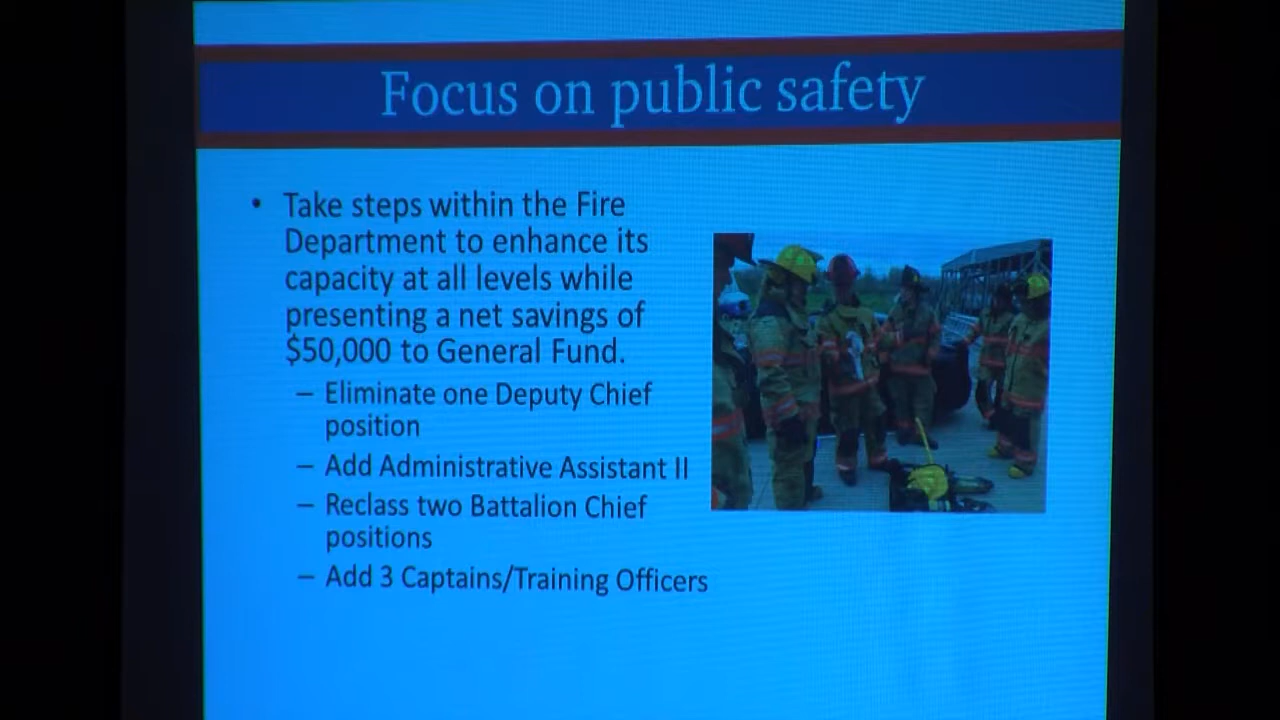 Focus on public safety
• Take steps within the Fire
Department to enhance its
capacity at all levels while
presenting a net savings of
$50,000 to General Fund.
– Eliminate one Deputy Chief
position
– Add Administrative Assistant II
– Reclass two Battalion Chief
positions
– Add 3 Captains/Training Officers